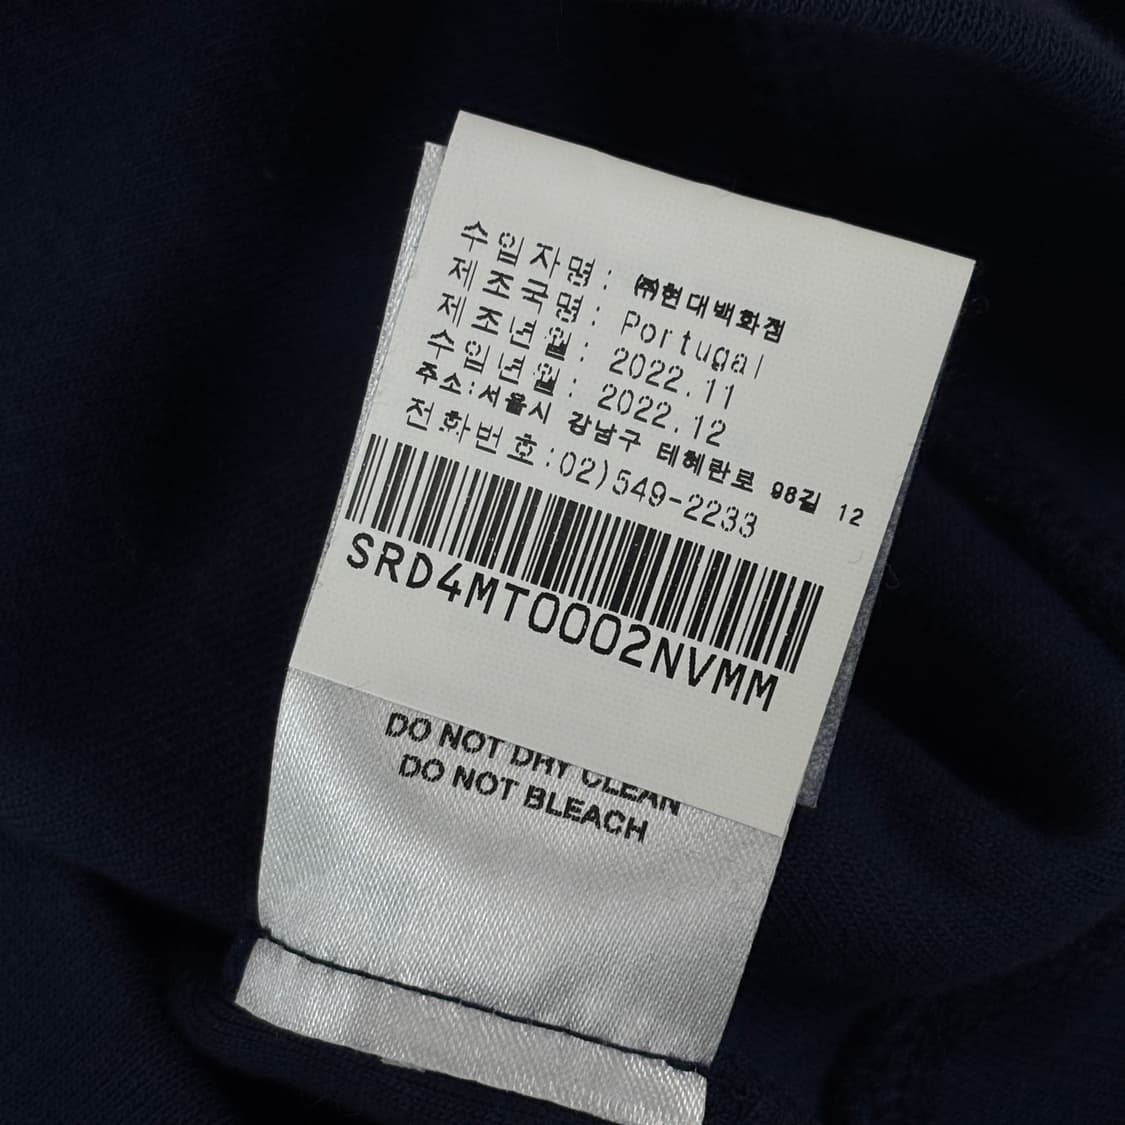 수입자명: ㈜현대백화점
제조국명: Portugal
제조년월: 2022.11
수입년월: 2022.12
주소:서울시 강남구 테헤란로 98길 12
전화번호:02)549-2233
SRD4MT0002NVMM
DO NOT DRY CLEAN
DO NOT BLEACH